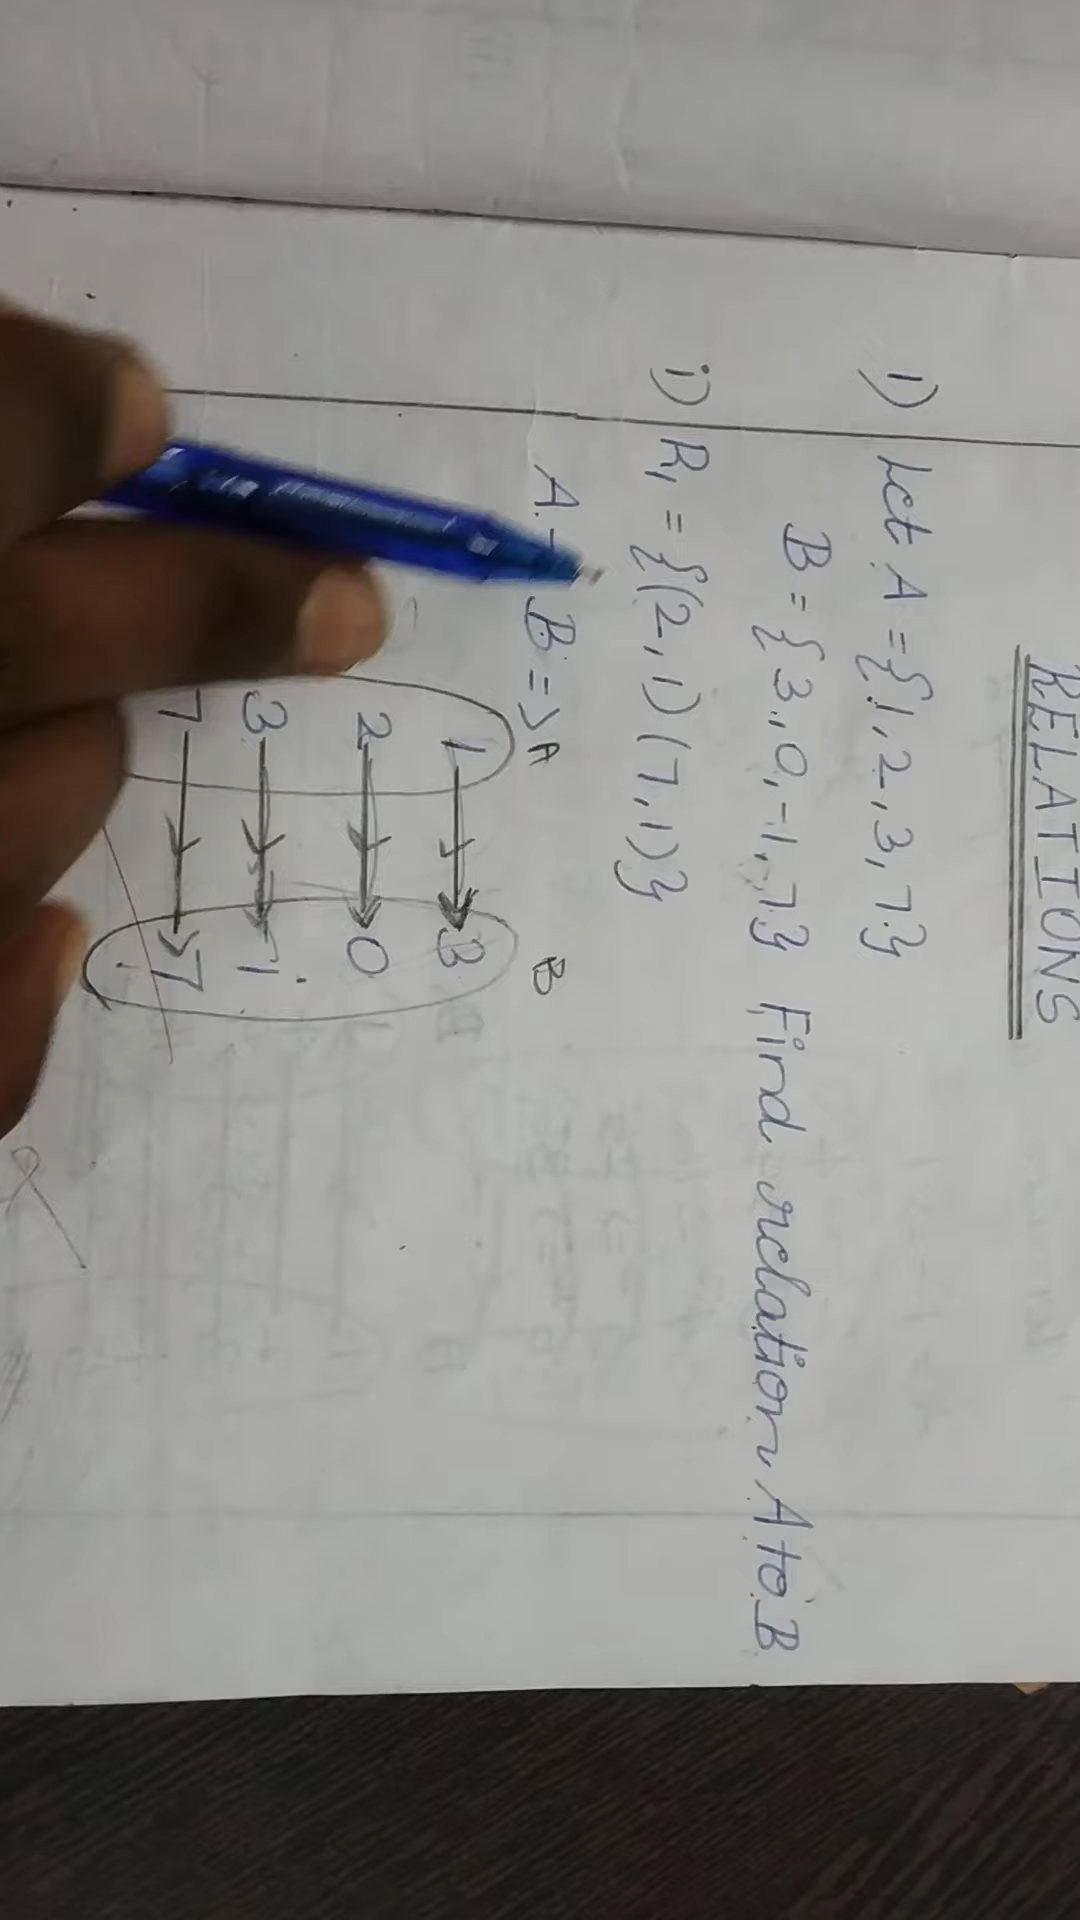 RELATIONS
1) Let A = {1, 2, 3, 7}
B = {3, 0, -1, 7} Find relation A to B
i) R₁ = {(2, 1) (7, 1)}
A - B => A B
1 3
2 0
3 -1
7 7